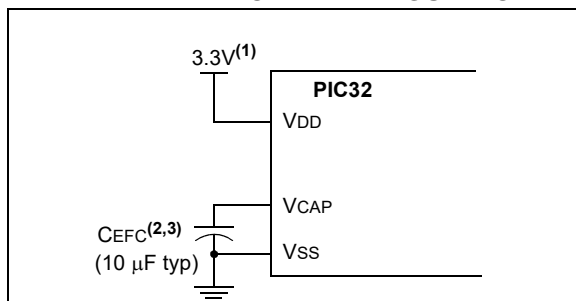 3.3V(1)
PIC32
VDD
VCAP
CEFC(2,3)
(10 μF typ)
VSS